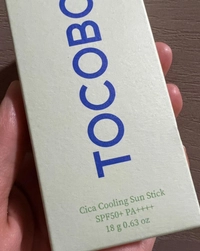 TOCOBO
Cica Cooling Sun Stick
SPF50+ PA++++
18 g 0.63 oz